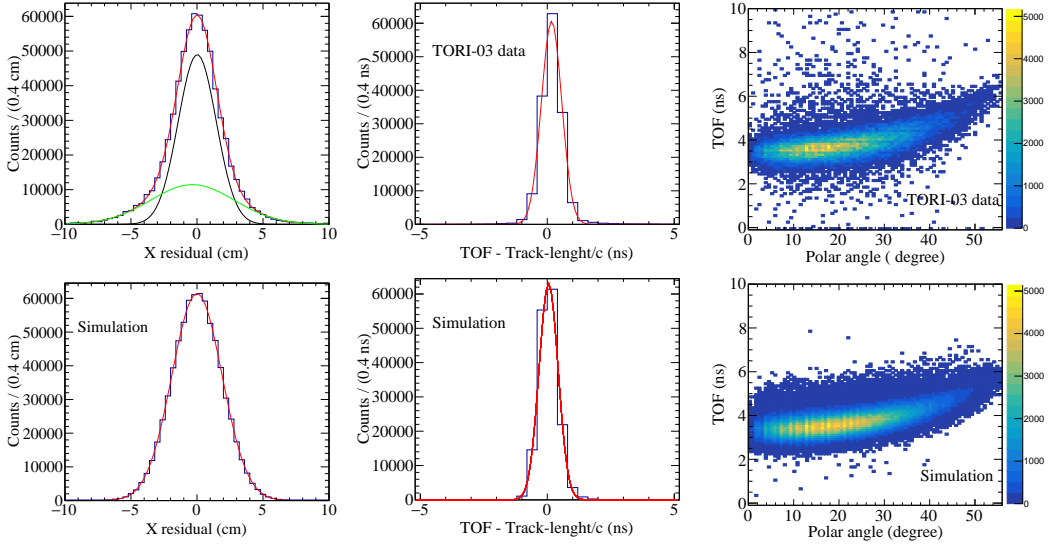 Counts / (0.4 cm)
60000
50000
40000
30000
20000
10000
0
−10 −5 0 5 10
X residual (cm)
Counts / (0.4 ns)
60000
50000
40000
30000
20000
10000
0
TORI-03 data
−5 0 5
TOF - Track-lenght/c (ns)
TOF (ns)
10
8
6
4
2
0
TORI-03 data
0 10 20 30 40 50
Polar angle ( degree)
5000
4000
3000
2000
1000
0
Counts / (0.4 cm)
60000
50000
40000
30000
20000
10000
0
Simulation
−10 −5 0 5 10
X residual (cm)
Counts / (0.4 ns)
60000
50000
40000
30000
20000
10000
0
Simulation
−5 0 5
TOF - Track-lenght/c (ns)
TOF (ns)
10
8
6
4
2
0
Simulation
0 10 20 30 40 50
Polar angle (degree)
5000
4000
3000
2000
1000
0